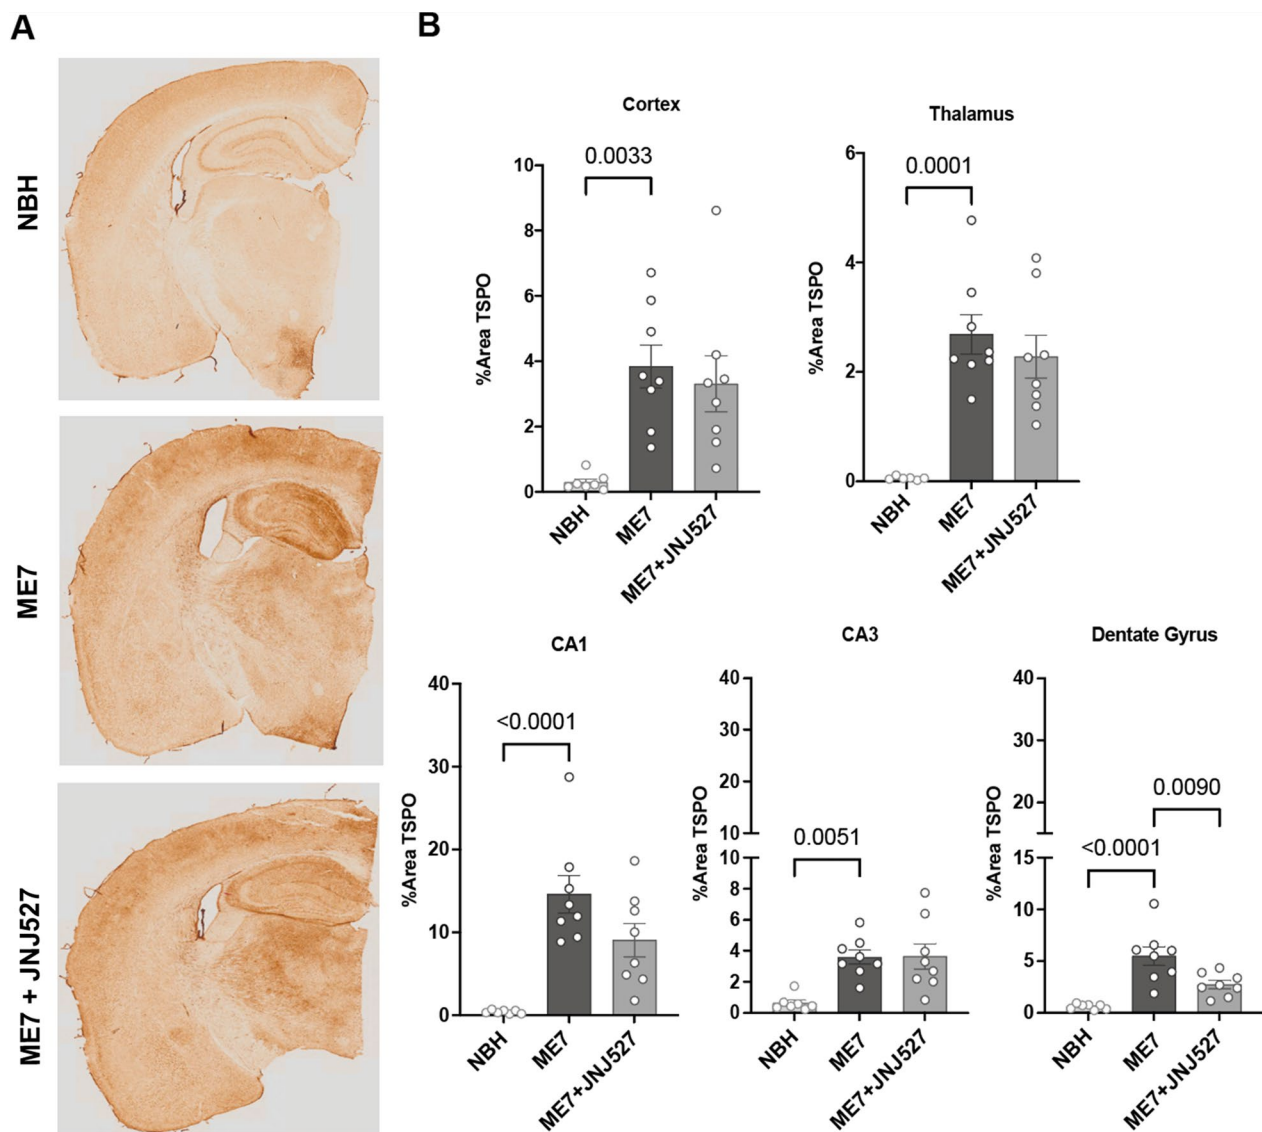 A
B
NBH
ME7
ME7 + JNJ527
Cortex
0.0033
%Area TSPO
10
8
6
4
2
0
NBH
ME7
ME7+JNJ527
Thalamus
0.0001
%Area TSPO
6
4
2
0
NBH
ME7
ME7+JNJ527
CA1
<0.0001
%Area TSPO
40
30
20
10
0
NBH
ME7
ME7+JNJ527
CA3
0.0051
%Area TSPO
40
30
20
10
10
8
6
4
2
0
NBH
ME7
ME7+JNJ527
Dentate Gyrus
0.0090
<0.0001
%Area TSPO
40
30
20
15
10
5
0
NBH
ME7
ME7+JNJ527